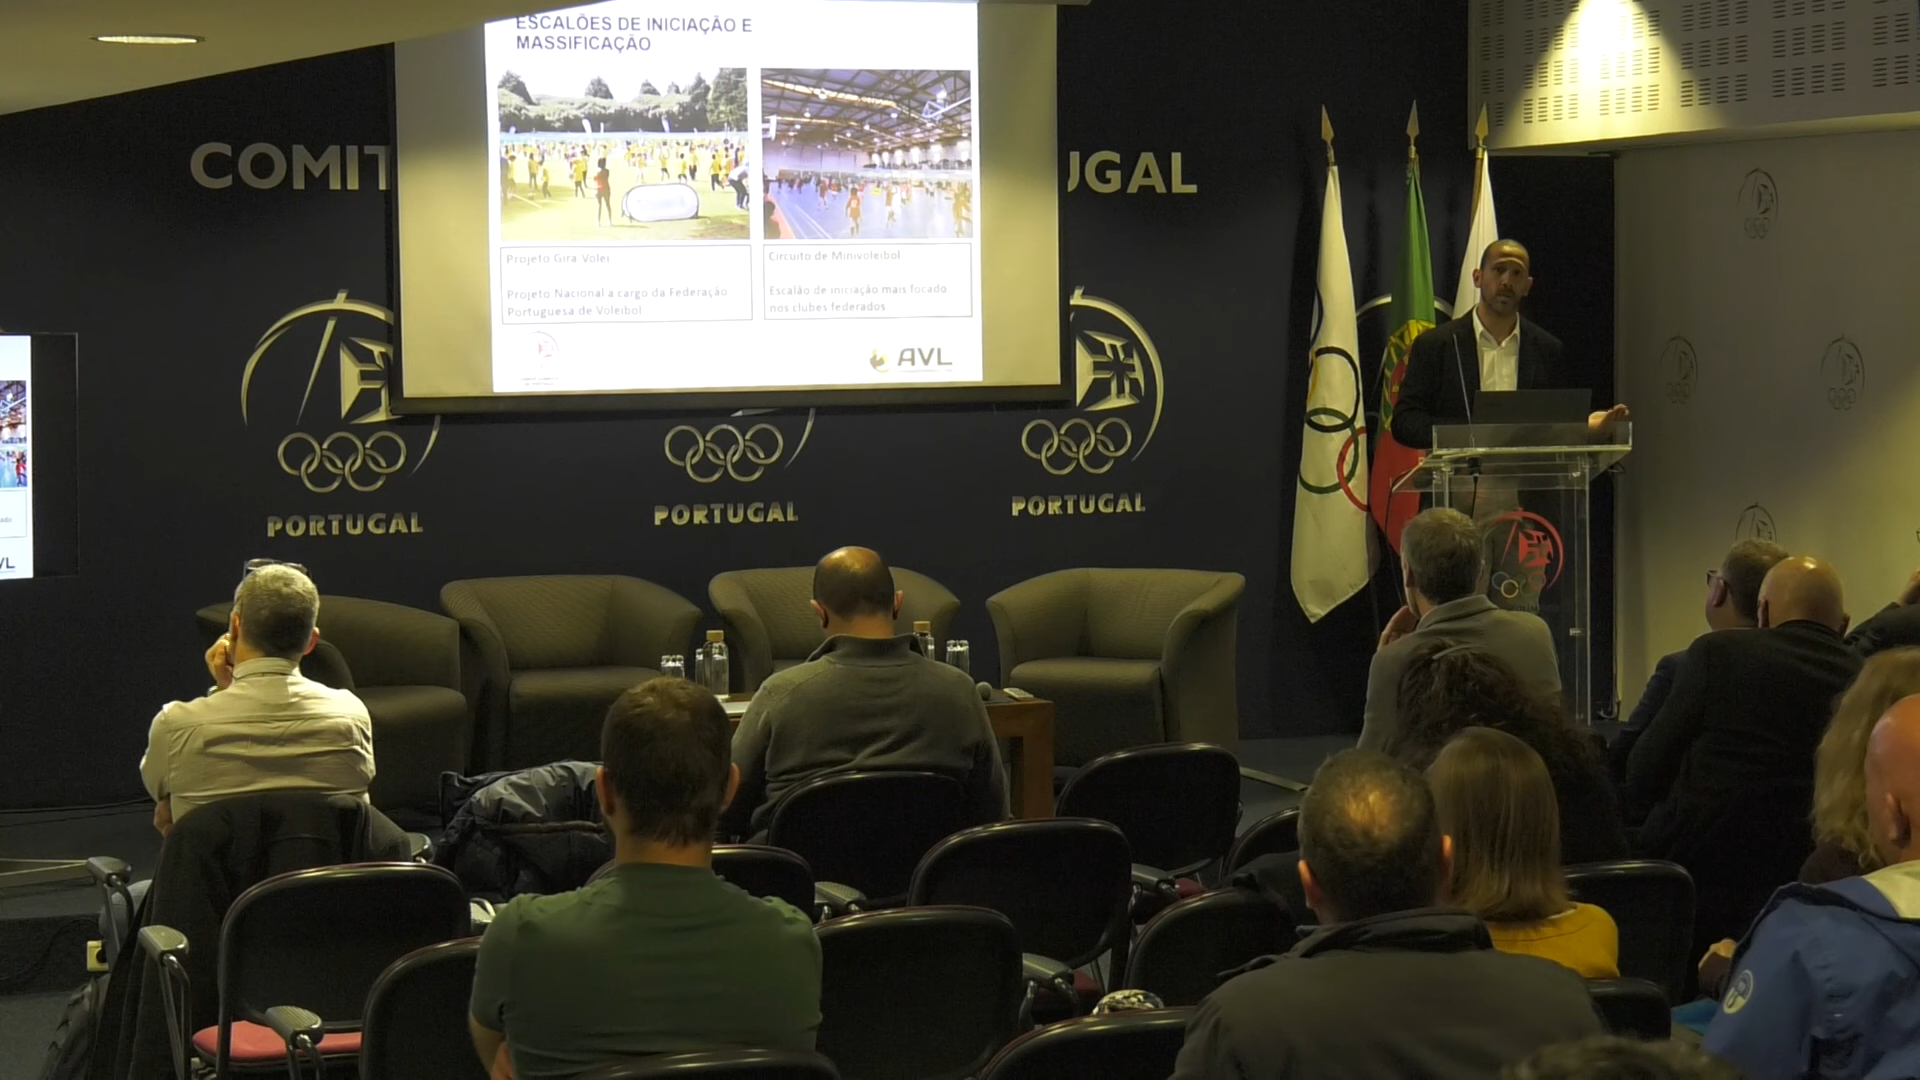 ESCALÕES DE INICIAÇÃO E
MASSIFICAÇÃO
COMIT
UGAL
Projeto Gira Volei
Projeto Nacional a cargo da Federação
Portuguesa de Voleibol
Circuito de Minivoleibol
Escalão de iniciação mais focado
nos clubes federados
AVL
VL
PORTUGAL
PORTUGAL
PORTUGAL